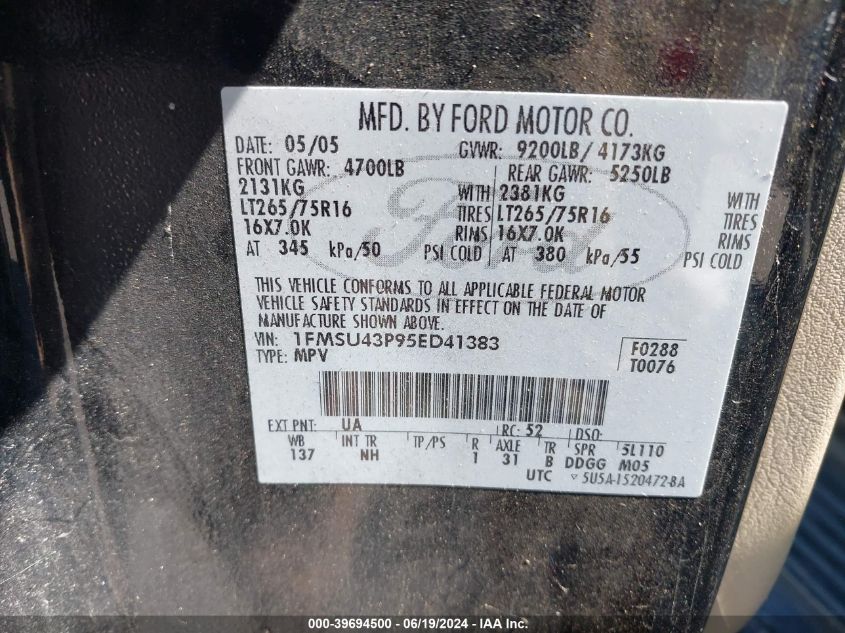 MFD. BY FORD MOTOR CO.
DATE: 05/05 GVWR: 9200LB/ 4173KG
FRONT GAWR: 4700LB REAR GAWR: 5250LB
2131KG WITH 2381KG WITH
LT265/75R16 TIRES LT265/75R16 TIRES
16X7.0K RIMS 16X7.0K RIMS
AT 345 kPa/50 PSI COLD AT 380 kPa/55 PSI COLD
Ford
THIS VEHICLE CONFORMS TO ALL APPLICABLE FEDERAL MOTOR
VEHICLE SAFETY STANDARDS IN EFFECT ON THE DATE OF
MANUFACTURE SHOWN ABOVE.
VIN: 1FMSU43P95ED41383 F0288
TYPE: MPV T0076
EXT PNT: UA RC: 52 DSO:
WB INT TR TP/PS R AXLE TR SPR 5L110
137 NH 1 31 B DDGG M05
UTC ▽ 5U5A-1520472-BA
000-39694500 - 06/19/2024 - IAAI.com